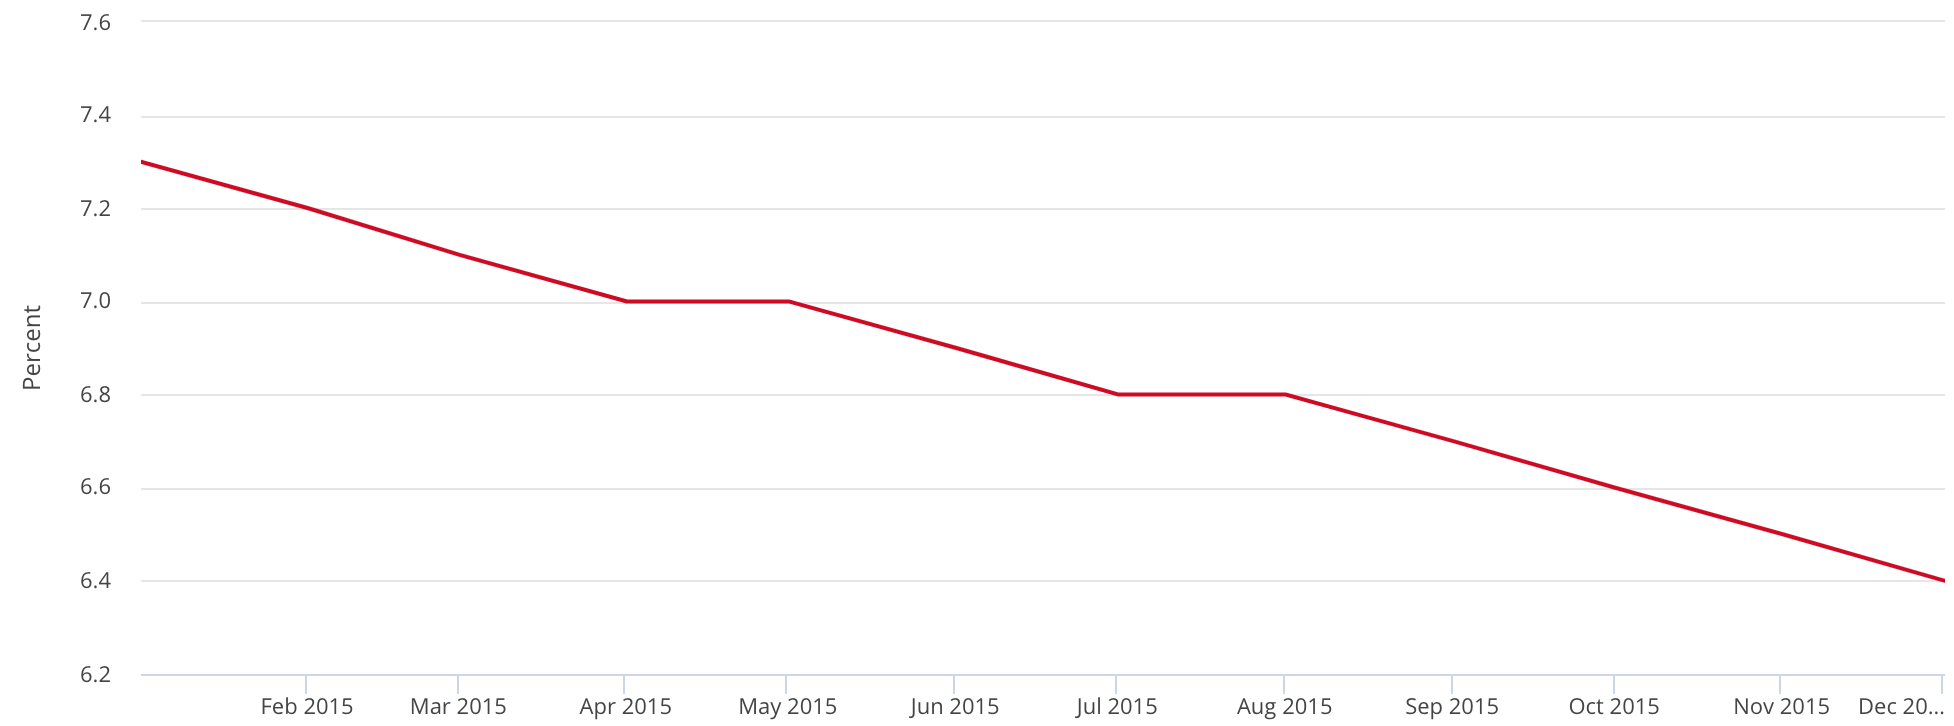 7.6
7.4
7.2
7.0
6.8
6.6
6.4
6.2
Percent
Feb 2015
Mar 2015
Apr 2015
May 2015
Jun 2015
Jul 2015
Aug 2015
Sep 2015
Oct 2015
Nov 2015
Dec 20...